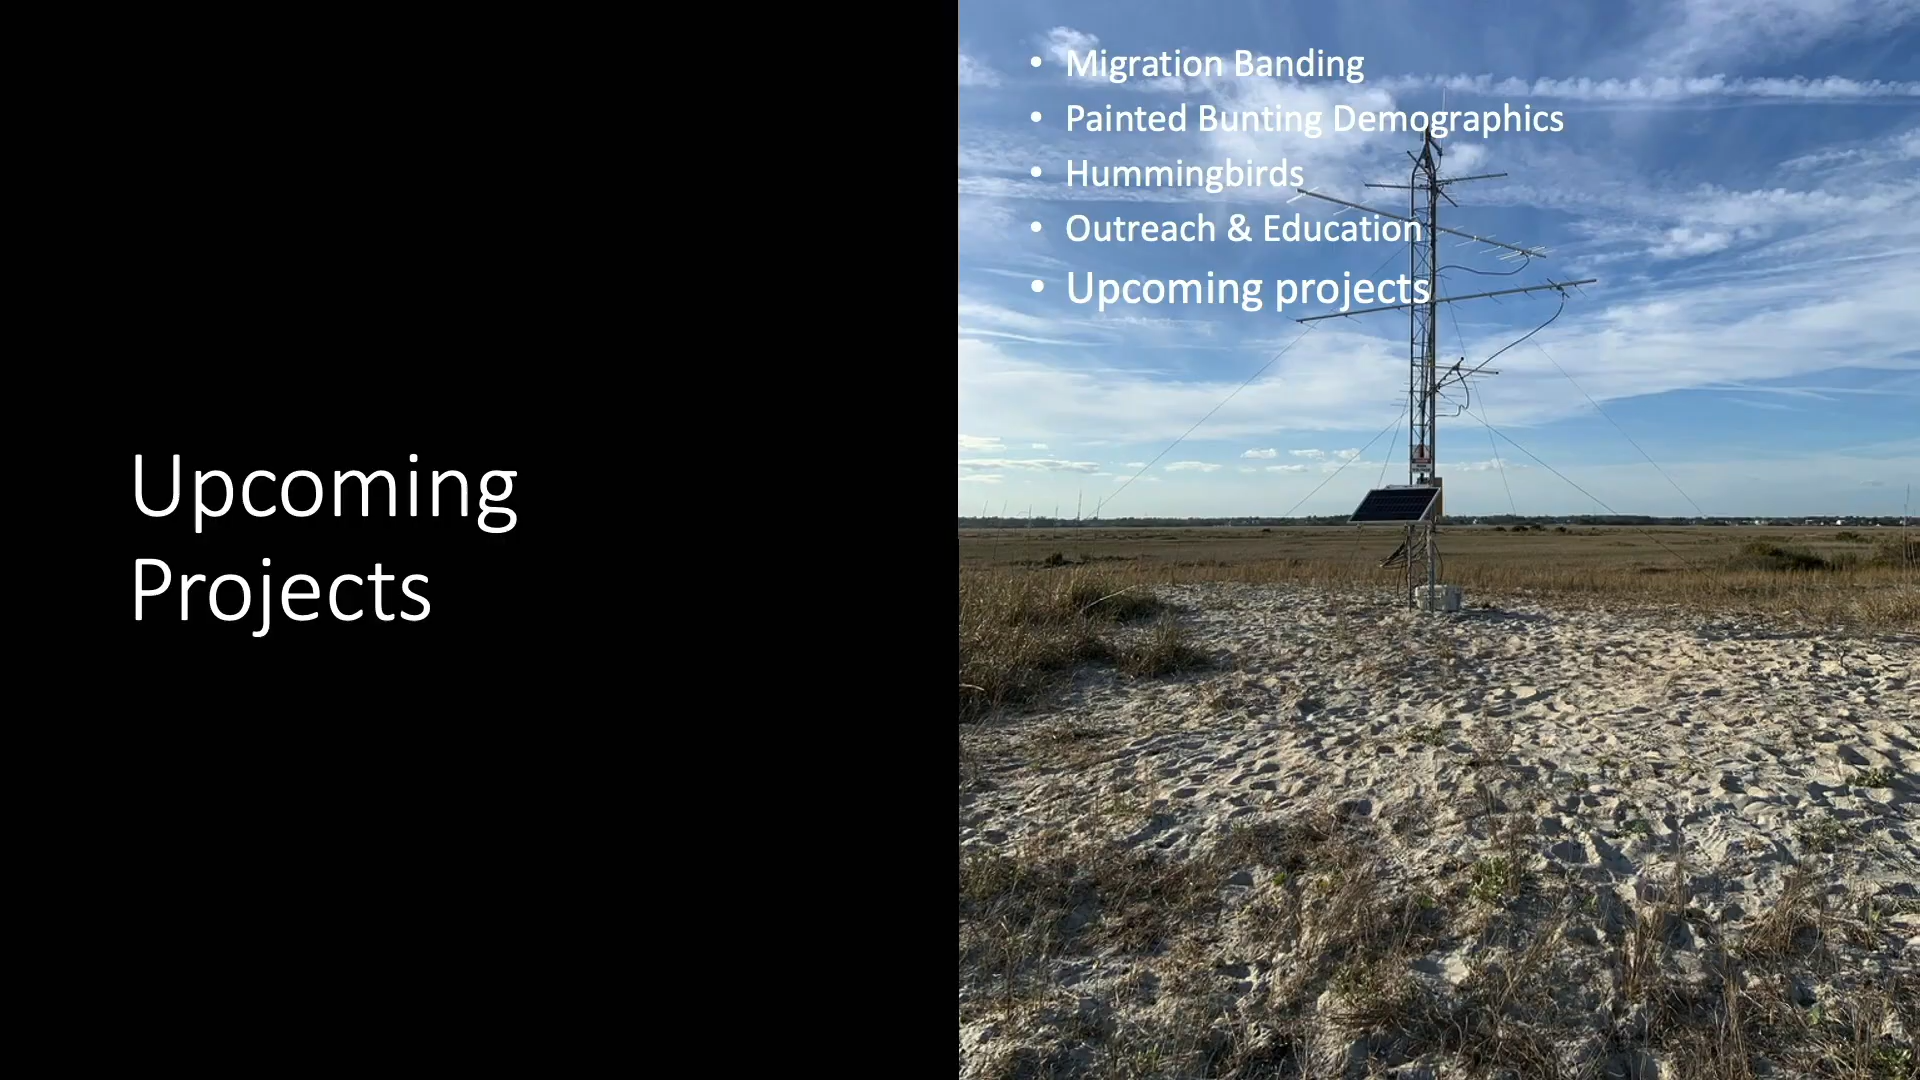 Upcoming
Projects
• Migration Banding
• Painted Bunting Demographics
• Hummingbirds
• Outreach & Education
• Upcoming projects